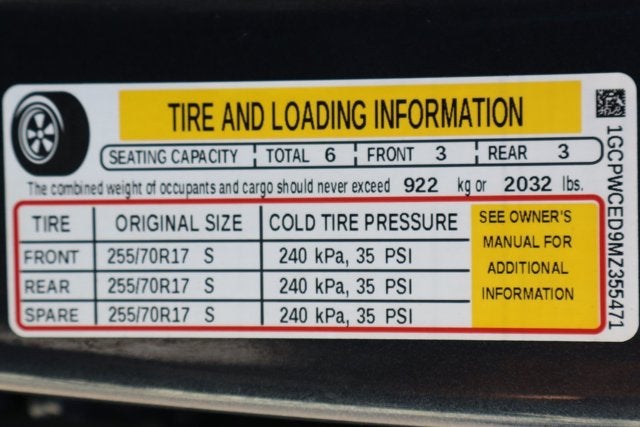 TIRE AND LOADING INFORMATION
SEATING CAPACITY TOTAL 6 FRONT 3 REAR 3
The combined weight of occupants and cargo should never exceed 922 kg or 2032 lbs.
TIRE ORIGINAL SIZE COLD TIRE PRESSURE
FRONT 255/70R17 S 240 kPa, 35 PSI
REAR 255/70R17 S 240 kPa, 35 PSI
SPARE 255/70R17 S 240 kPa, 35 PSI
SEE OWNER'S
MANUAL FOR
ADDITIONAL
INFORMATION
1GCPWCED9MZ355471